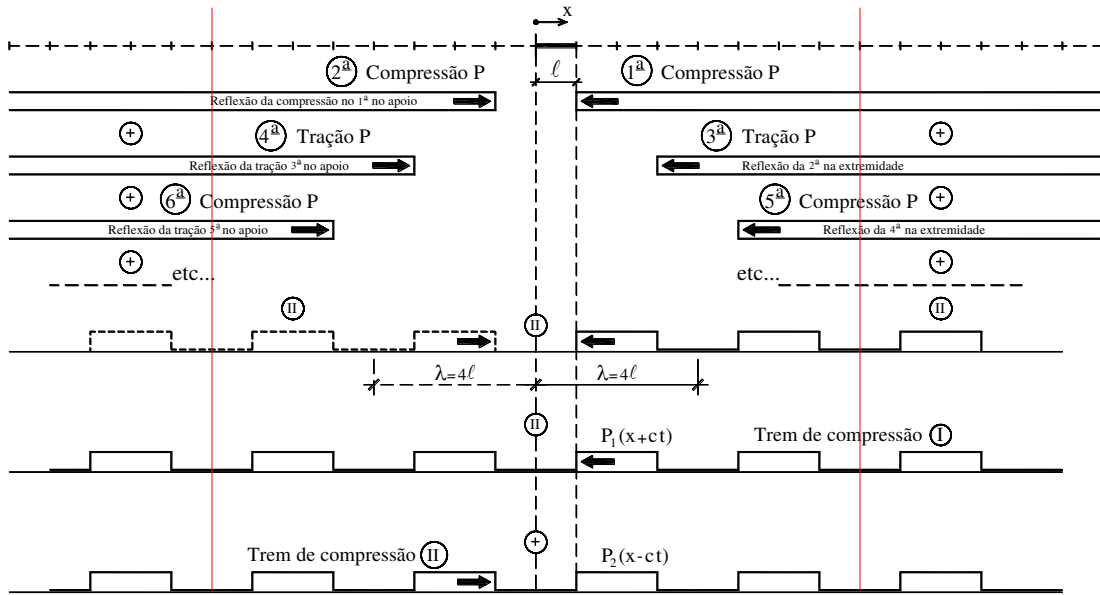 x
2ª Compressão P
ℓ
1ª Compressão P
Reflexão da compressão no 1ª no apoio
+ 4ª Tração P
3ª Tração P +
Reflexão da tração 3ª no apoio
Reflexão da 2ª na extremidade
+ 6ª Compressão P
5ª Compressão P +
Reflexão da tração 5ª no apoio
Reflexão da 4ª na extremidade
+ etc...
etc... +
II
II
II
λ=4ℓ
λ=4ℓ
II
P₁(x+ct)
Trem de compressão I
+
Trem de compressão II
P₂(x-ct)